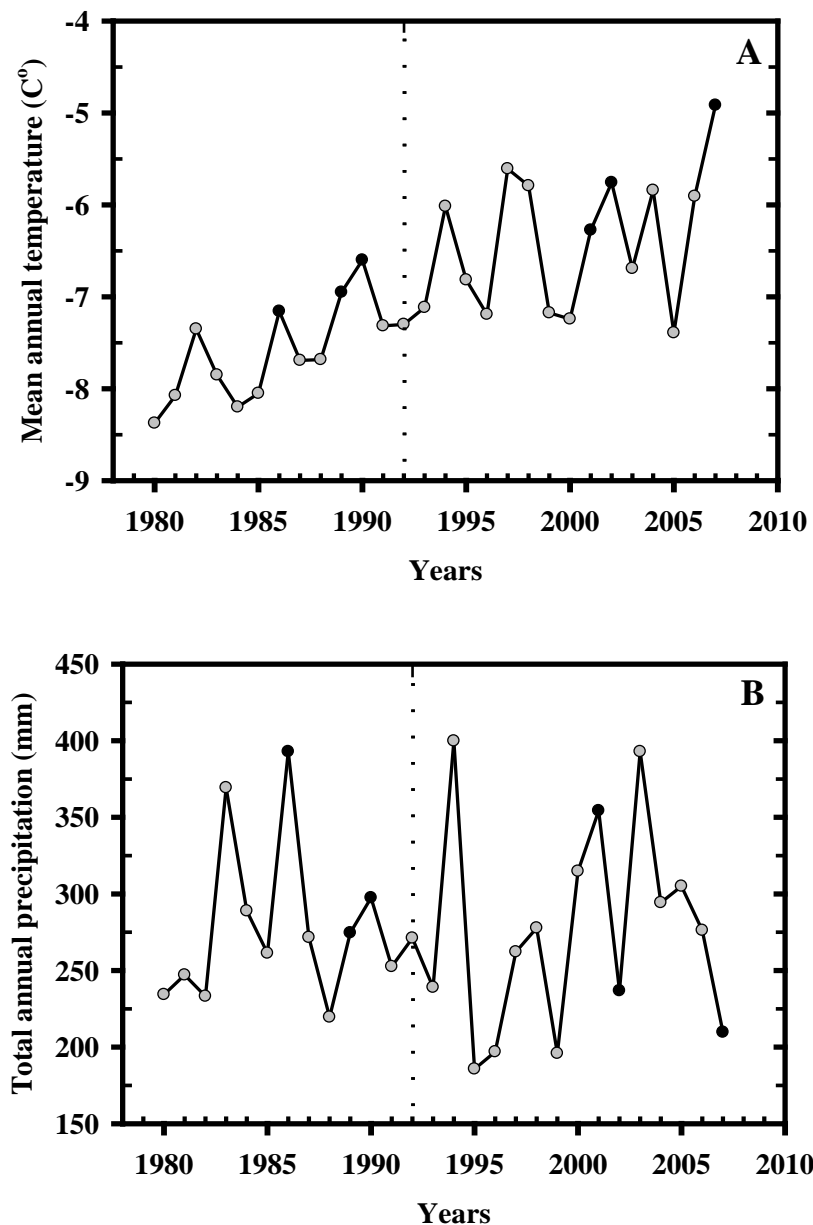 A
Mean annual temperature (C°)
-4
-5
-6
-7
-8
-9
1980 1985 1990 1995 2000 2005 2010
Years
B
Total annual precipitation (mm)
450
400
350
300
250
200
150
1980 1985 1990 1995 2000 2005 2010
Years